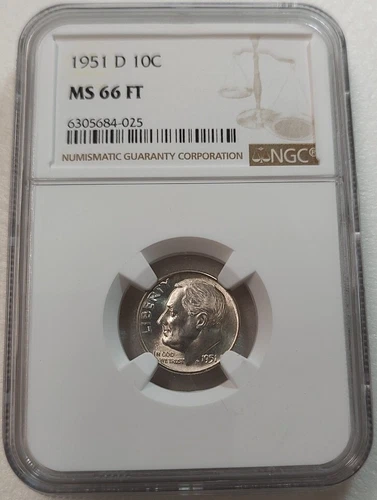 1951 D 10C
MS 66 FT
6305684-025
NUMISMATIC GUARANTY CORPORATION
NGC®
LIBERTY
IN GOD
WE TRUST
1951